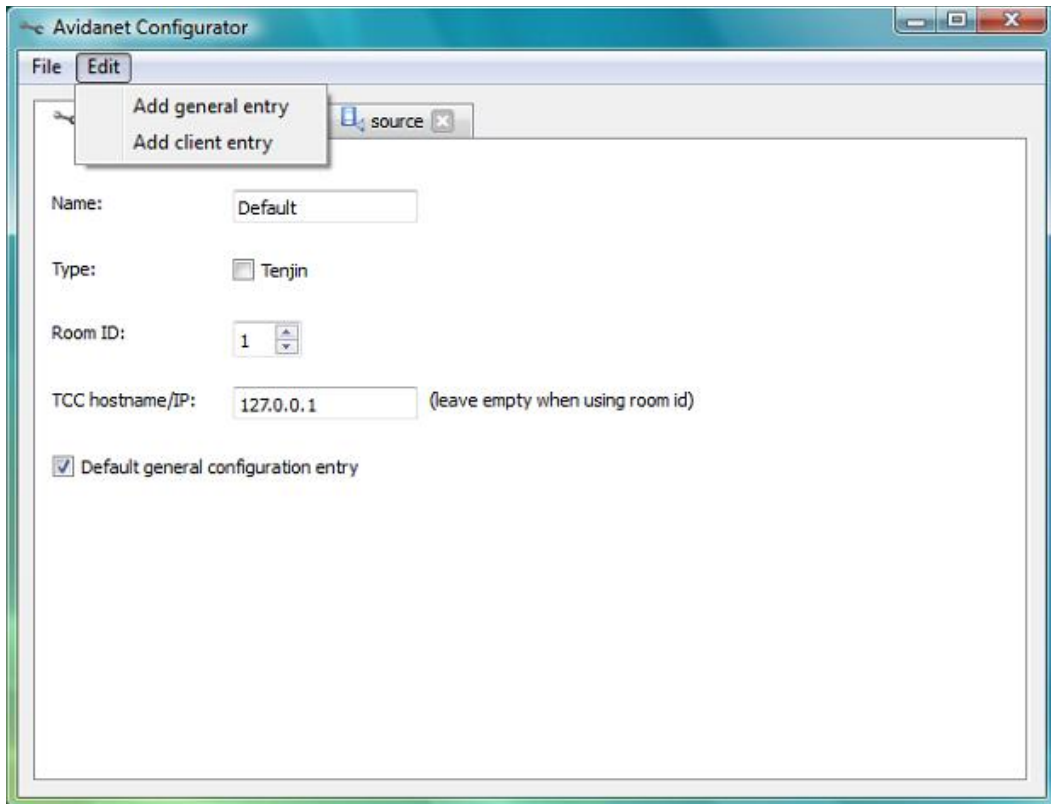 Avidanet Configurator
File Edit
Add general entry
source
Add client entry
Name: Default
Type: Tenjin
Room ID: 1
TCC hostname/IP: 127.0.0.1 (leave empty when using room id)
Default general configuration entry